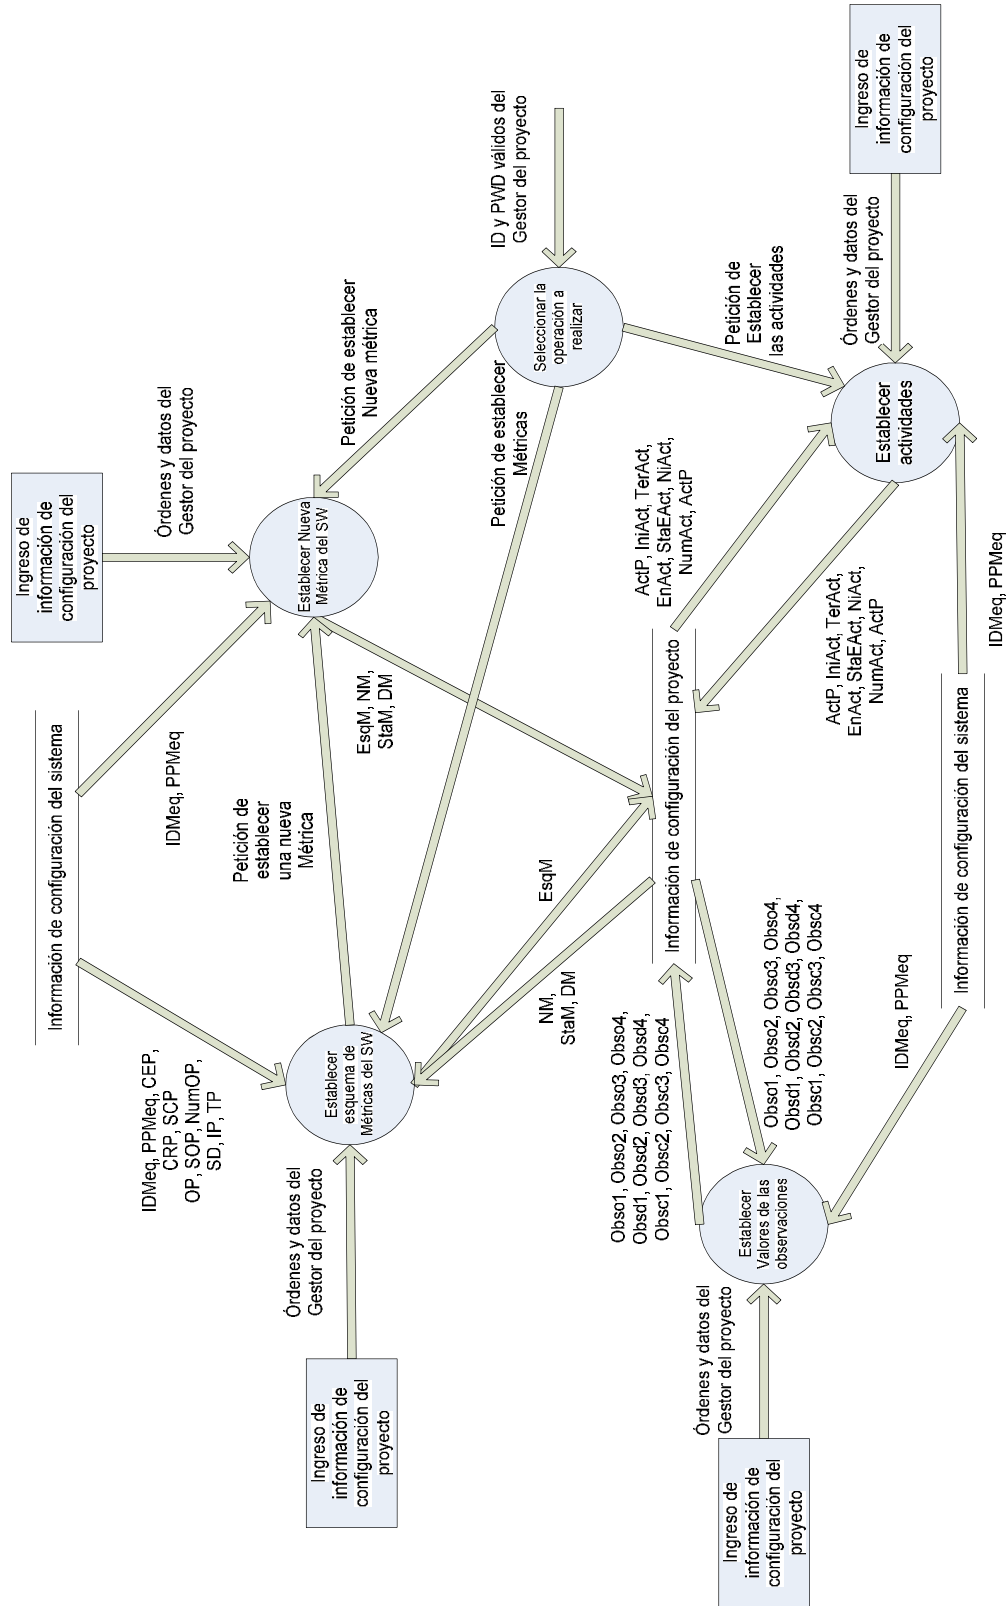 Ingreso de
información de
configuración del
proyecto
Información de configuración del sistema
Órdenes y datos del
Gestor del proyecto
IDMeq, PPMeq, CEP,
CRP, SCP
OP, SOP, NumOP,
SD, IP, TP
IDMeq, PPMeq
Órdenes y datos del
Gestor del proyecto
Petición de
establecer
una nueva
Métrica
Petición de establecer
Nueva métrica
Establecer Nueva
Métrica del SW
Ingreso de
información de
configuración del
proyecto
Establecer
esquema de
Métricas del SW
EsqM, NM,
StaM, DM
Petición de establecer
Métricas
ID y PWD válidos del
Gestor del proyecto
Seleccionar la
operación a
realizar
EsqM
NM,
StaM, DM
Obso1, Obso2, Obso3, Obso4,
Obsd1, Obsd2, Obsd3, Obsd4,
Obsc1, Obsc2, Obsc3, Obsc4
Información de configuración del proyecto
ActP, IniAct, TerAct,
EnAct, StaEAct, NiAct,
NumAct, ActP
Petición de
Establecer
las actividades
Órdenes y datos del
Gestor del proyecto
Ingreso de
información de
configuración del
proyecto
Establecer
Valores de las
observaciones
Obso1, Obso2, Obso3, Obso4,
Obsd1, Obsd2, Obsd3, Obsd4,
Obsc1, Obsc2, Obsc3, Obsc4
ActP, IniAct, TerAct,
EnAct, StaEAct, NiAct,
NumAct, ActP
Establecer
actividades
Órdenes y datos del
Gestor del proyecto
Ingreso de
información de
configuración del
proyecto
IDMeq, PPMeq
Información de configuración del sistema
IDMeq, PPMeq